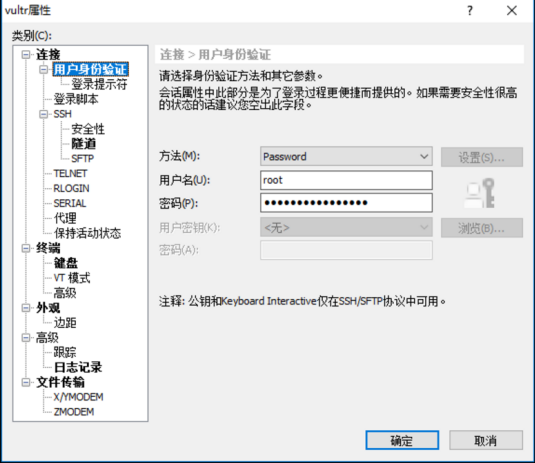 vultr属性
类别(C):
连接
用户身份验证
登录提示符
登录脚本
SSH
安全性
隧道
SFTP
TELNET
RLOGIN
SERIAL
代理
保持活动状态
终端
键盘
VT 模式
高级
外观
边距
高级
跟踪
日志记录
文件传输
X/YMODEM
ZMODEM
连接 > 用户身份验证
请选择身份验证方法和其它参数。
会话属性中此部分是为了登录过程更便捷而提供的。如果需要安全性很高
的状态的话建议您空出此字段。
方法(M):
Password
设置(S)...
用户名(U):
root
密码(P):
●●●●●●●●●●●●●●●●
用户密钥(K):
<无>
浏览(B)...
密码(A):
注释: 公钥和Keyboard Interactive仅在SSH/SFTP协议中可用。
确定
取消